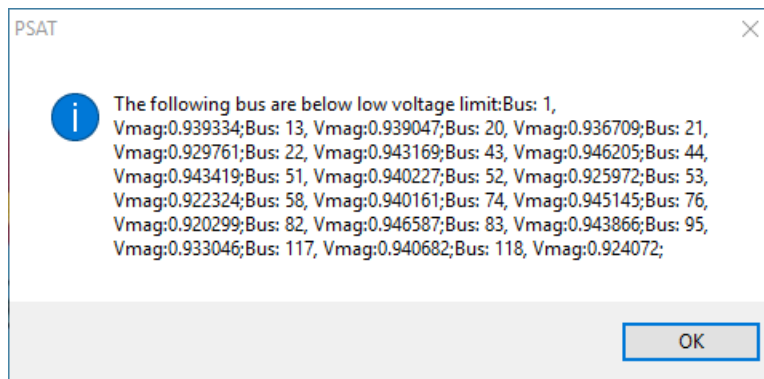 PSAT
The following bus are below low voltage limit:Bus: 1,
Vmag:0.939334;Bus: 13, Vmag:0.939047;Bus: 20, Vmag:0.936709;Bus: 21,
Vmag:0.929761;Bus: 22, Vmag:0.943169;Bus: 43, Vmag:0.946205;Bus: 44,
Vmag:0.943419;Bus: 51, Vmag:0.940227;Bus: 52, Vmag:0.925972;Bus: 53,
Vmag:0.922324;Bus: 58, Vmag:0.940161;Bus: 74, Vmag:0.945145;Bus: 76,
Vmag:0.920299;Bus: 82, Vmag:0.946587;Bus: 83, Vmag:0.943866;Bus: 95,
Vmag:0.933046;Bus: 117, Vmag:0.940682;Bus: 118, Vmag:0.924072;
OK